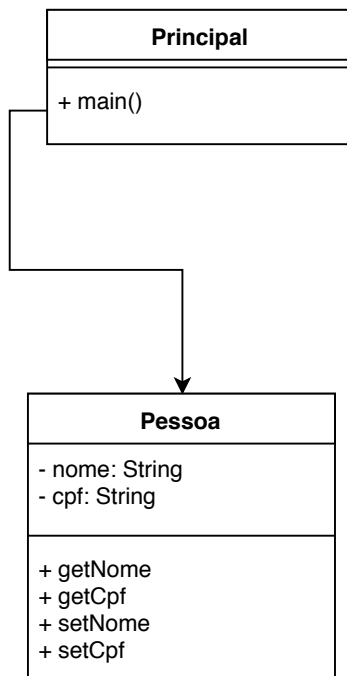 Principal
+ main()
Pessoa
- nome: String
- cpf: String
+ getNome
+ getCpf
+ setNome
+ setCpf